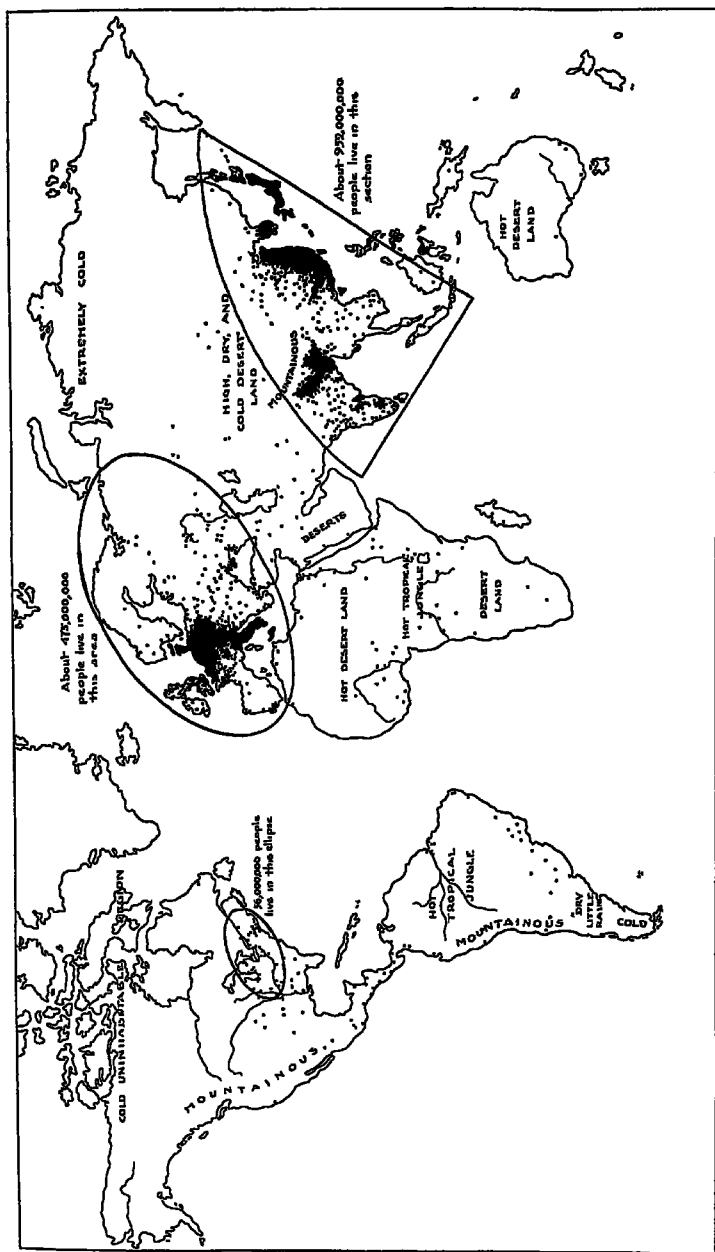 COLD UNINHABITABLE REGION
MOUNTAINOUS
56,000,000 people
live in this ellipse
HOT
TROPICAL
JUNGLE
MOUNTAINOUS
DRY
LITTLE
RAIN
COLD
About 475,000,000
people live in
this area
EXTREMELY COLD
HIGH, DRY, AND
COLD DESERT
LAND
MOUNTAINOUS
DESERTS
HOT DESERT LAND
HOT TROPICAL
JUNGLE
DESERT
LAND
About 952,000,000
people live in this
section
HOT
DESERT
LAND